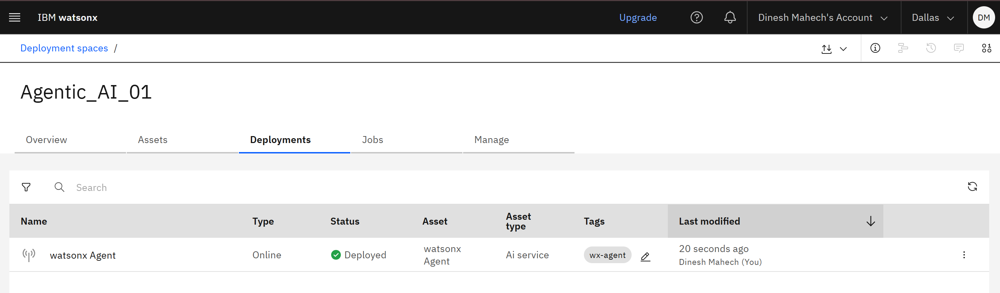 IBM watsonx
Upgrade
Dinesh Mahech's Account
Dallas
DM
Deployment spaces /
Agentic_AI_01
Overview
Assets
Deployments
Jobs
Manage
Search
Name
Type
Status
Asset
Asset
type
Tags
Last modified
watsonx Agent
Online
Deployed
watsonx
Agent
Ai service
wx-agent
20 seconds ago
Dinesh Mahech (You)